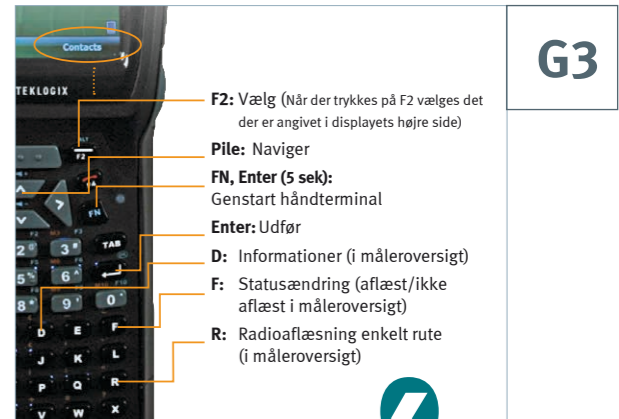 Contacts
G3
TEKLOGIX
F2: Vælg (Når der trykkes på F2 vælges det
der er angivet i displayets højre side)
Pile: Naviger
FN, Enter (5 sek):
Genstart håndterminal
Enter: Udfør
D: Informationer (i måleroversigt)
F: Statusændring (aflæst/ikke
aflæst i måleroversigt)
R: Radioaflæsning enkelt rute
(i måleroversigt)
ALT
F2
FN
2 3 # TAB
5 6 ^
8 * 9 ' 0
D E F
J K L
P Q R
V W X